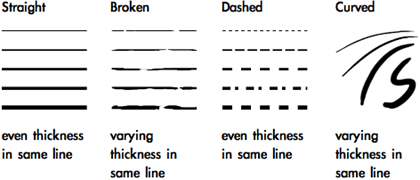 Straight
Broken
Dashed
Curved
even thickness
in same line
varying
thickness in
same line
even thickness
in same line
varying
thickness in
same line